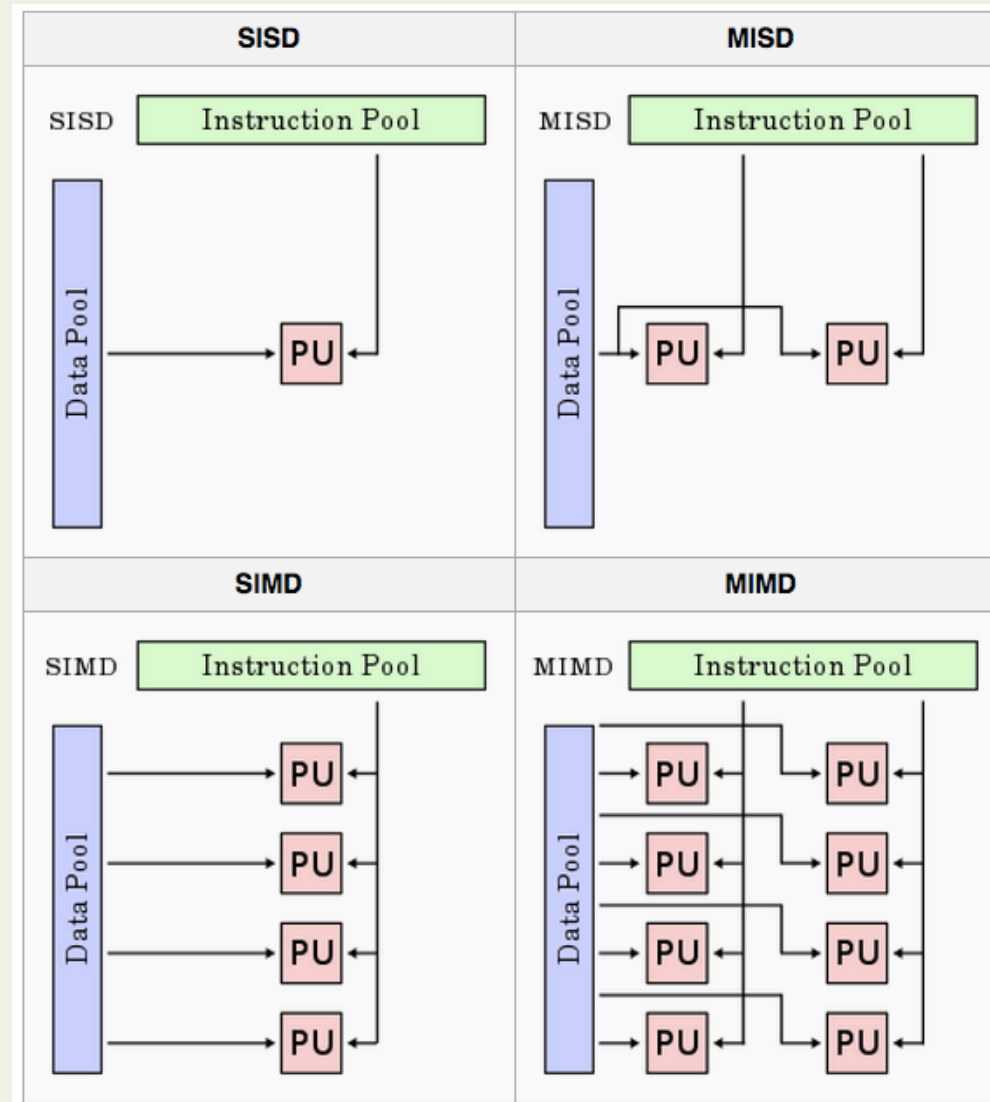 SISD
MISD
SISD
Instruction Pool
Data Pool
PU
MISD
Instruction Pool
Data Pool
PU
PU
SIMD
MIMD
SIMD
Instruction Pool
Data Pool
PU
PU
PU
PU
MIMD
Instruction Pool
Data Pool
PU
PU
PU
PU
PU
PU
PU
PU